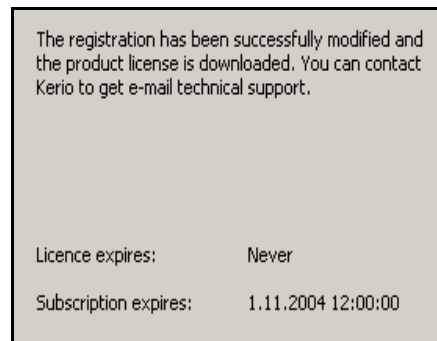 The registration has been successfully modified and
the product license is downloaded. You can contact
Kerio to get e-mail technical support.
Licence expires: Never
Subscription expires: 1.11.2004 12:00:00